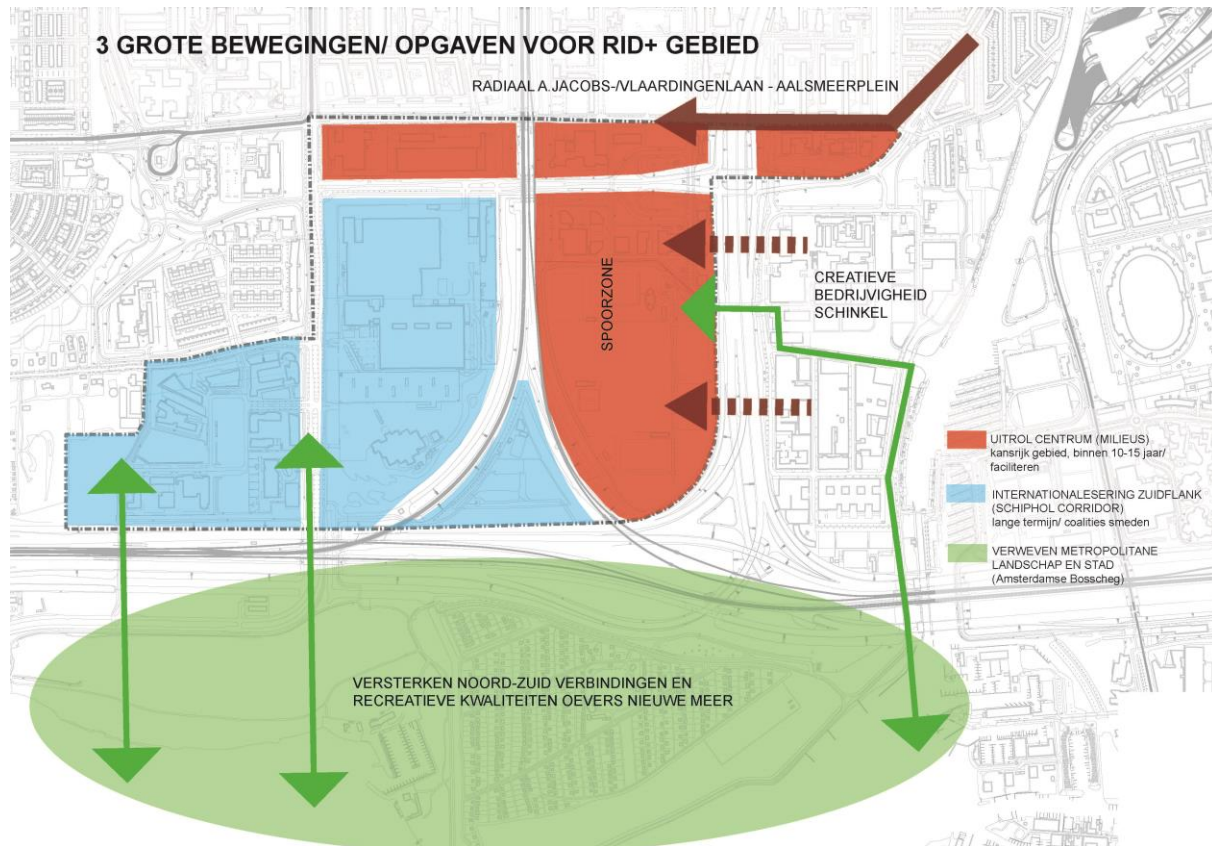 3 GROTE BEWEGINGEN/ OPGAVEN VOOR RID+ GEBIED
RADIAAL A.JACOBS-/VLAARDINGENLAAN - AALSMEERPLEIN
SPOORZONE
CREATIEVE
BEDRIJVIGHEID
SCHINKEL
UITROL CENTRUM (MILIEUS)
kansrijk gebied, binnen 10-15 jaar/
faciliteren
INTERNATIONALESERING ZUIDFLANK
(SCHIPHOL CORRIDOR)
lange termijn/ coalities smeden
VERWEVEN METROPOLITANE
LANDSCHAP EN STAD
(Amsterdamse Bosscheg)
VERSTERKEN NOORD-ZUID VERBINDINGEN EN
RECREATIEVE KWALITEITEN OEVERS NIEUWE MEER